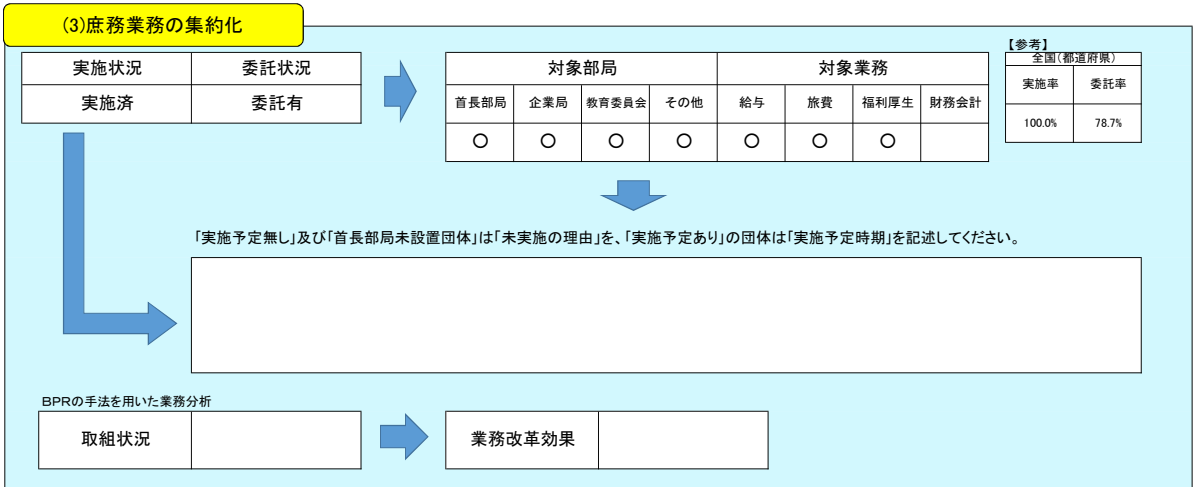 (3)庶務業務の集約化
【参考】
実施状況 委託状況 対象部局 対象業務 全国(都道府県)
実施済 委託有 首長部局 企業局 教育委員会 その他 給与 旅費 福利厚生 財務会計 実施率 委託率
〇 〇 〇 〇 〇 〇 〇 100.0% 78.7%
「実施予定無し」及び「首長部局未設置団体」は「未実施の理由」を、「実施予定あり」の団体は「実施予定時期」を記述してください。
BPRの手法を用いた業務分析
取組状況 業務改革効果